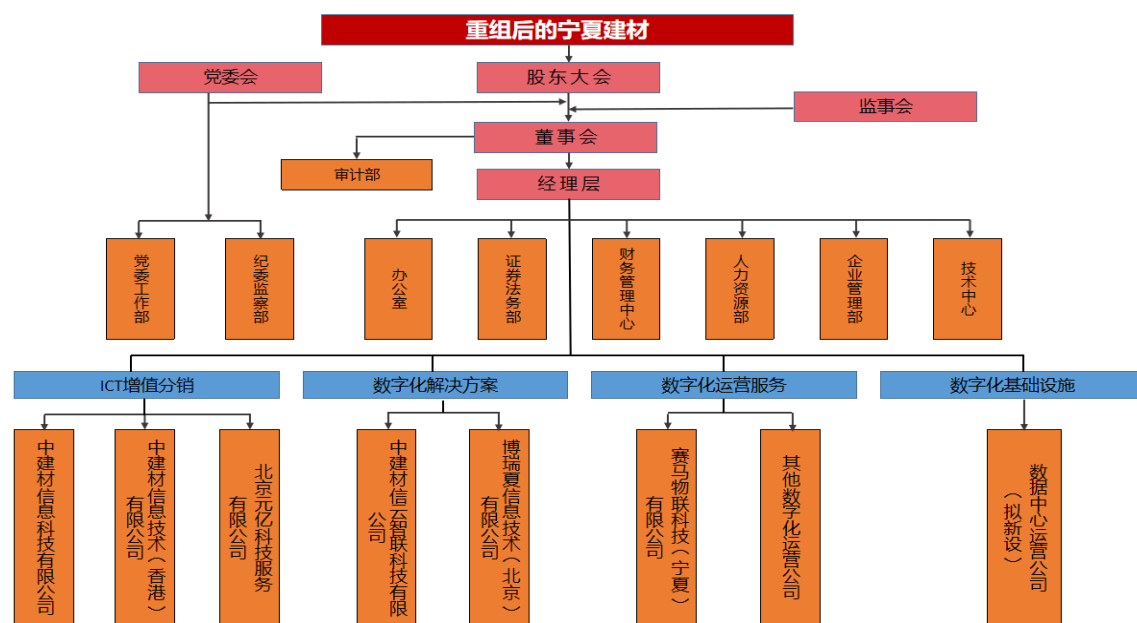 重组后的宁夏建材
党委会
股东大会
监事会
董事会
审计部
经理层
党委工作部
纪委监察部
办公室
证券法务部
财务管理中心
人力资源部
企业管理部
技术中心
ICT增值分销
数字化解决方案
数字化运营服务
数字化基础设施
中建材信息科技有限公司
中建材信息技术（香港）
有限公司
北京元亿科技服务
有限公司
中建材信云智联科技有限
公司
博瑞夏信息技术（北京）
有限公司
赛马物联科技（宁夏）
有限公司
其他数字化运营公司
数据中心运营公司
（拟新设）